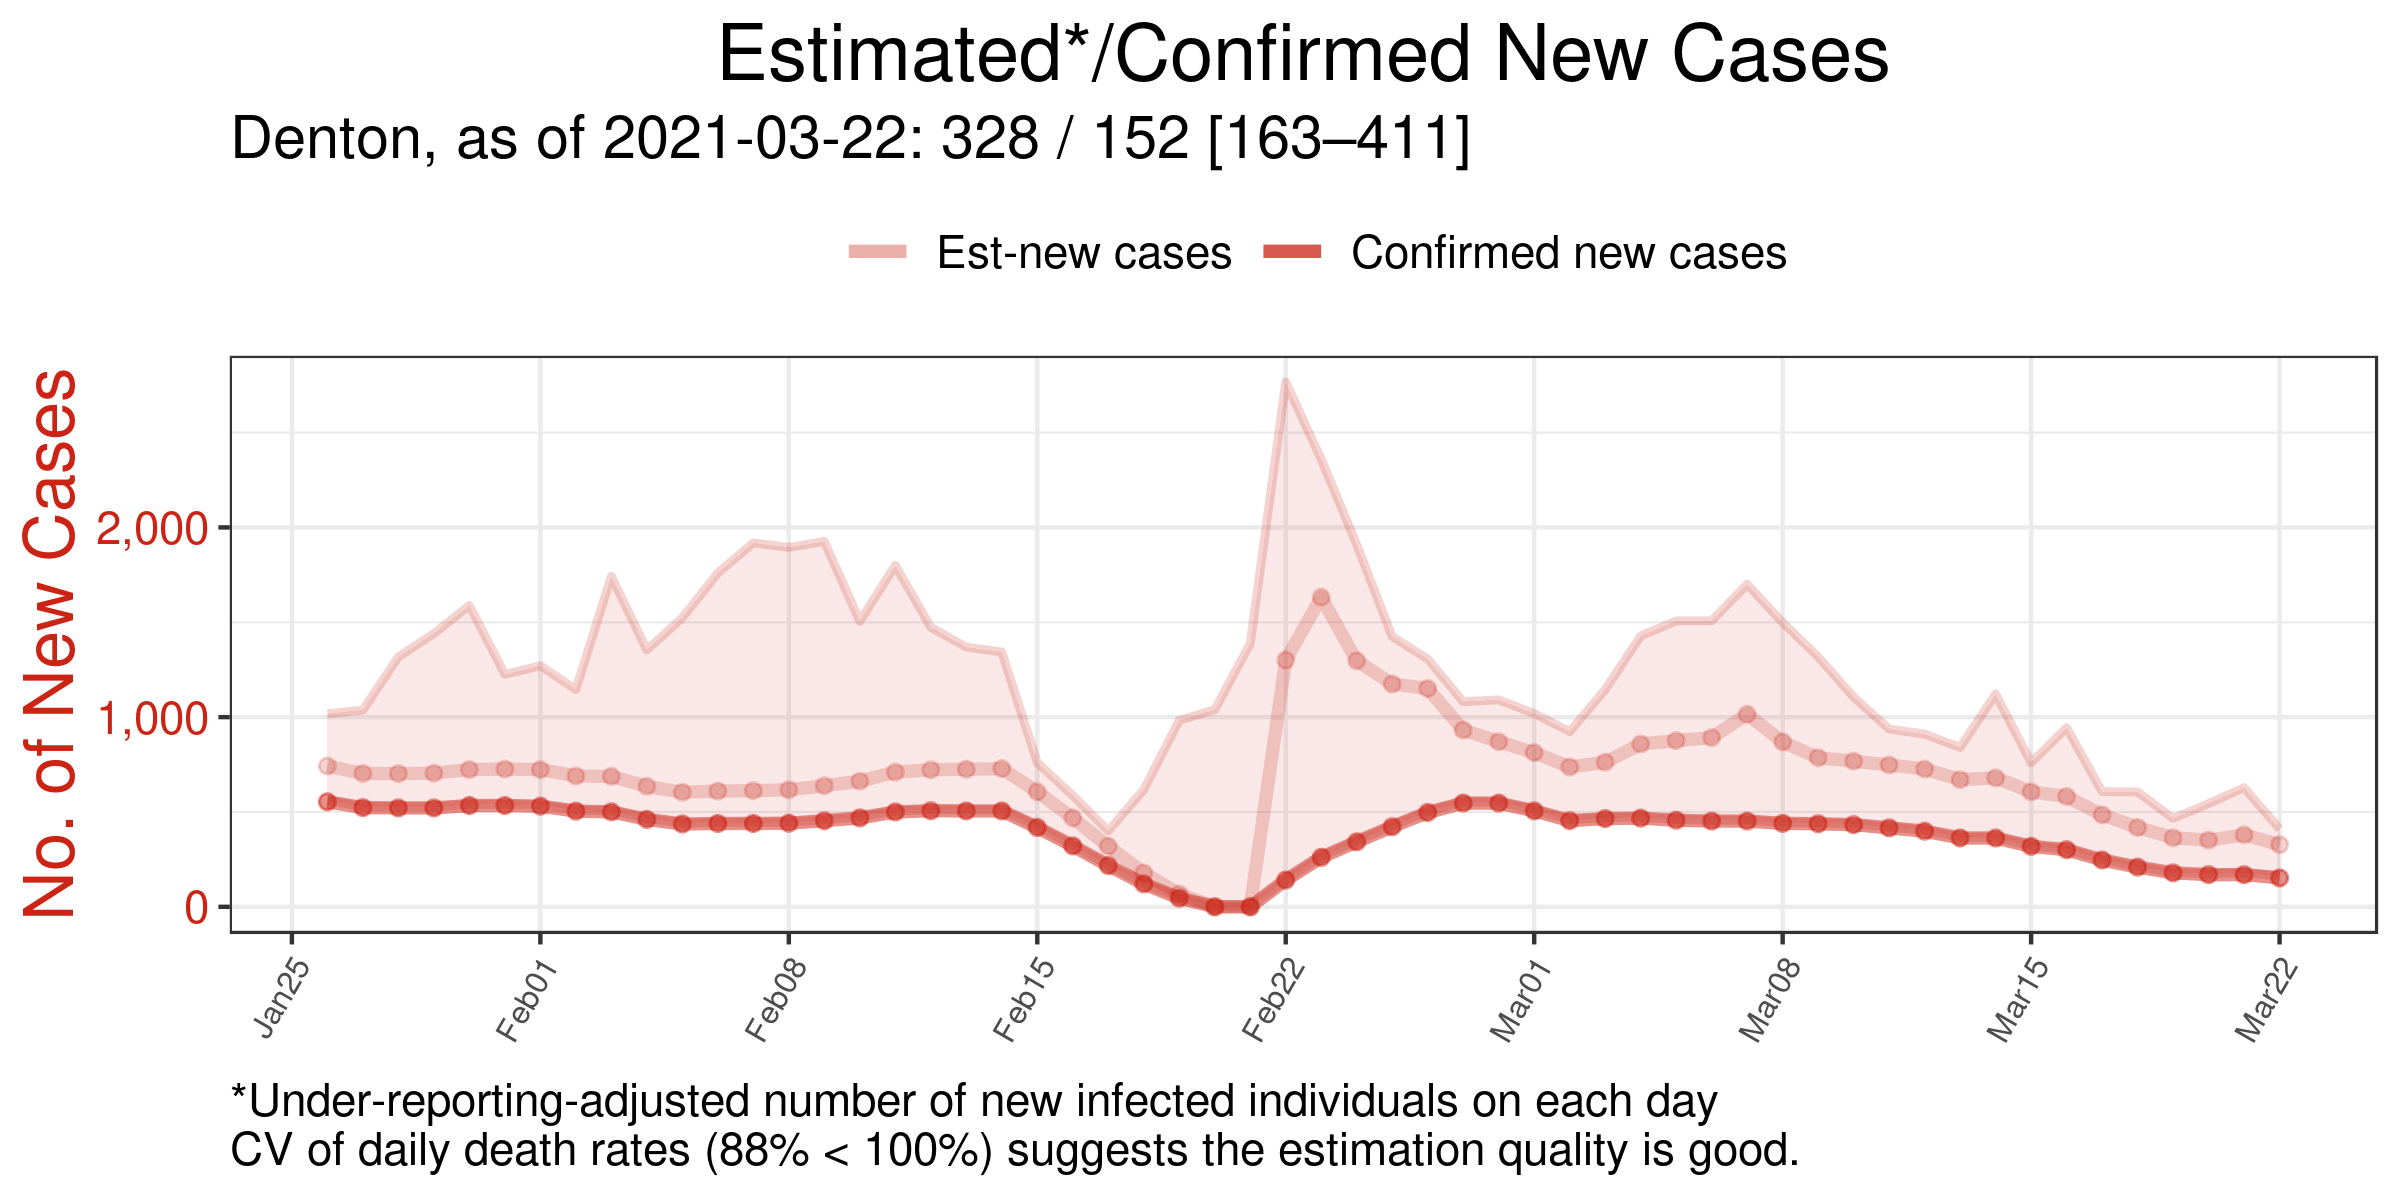 Estimated*/Confirmed New Cases
Denton, as of 2021-03-22: 328 / 152 [163–411]
Est-new cases Confirmed new cases
No. of New Cases
2,000
1,000
0
Jan25 Feb01 Feb08 Feb15 Feb22 Mar01 Mar08 Mar15 Mar22
*Under-reporting-adjusted number of new infected individuals on each day
CV of daily death rates (88% < 100%) suggests the estimation quality is good.